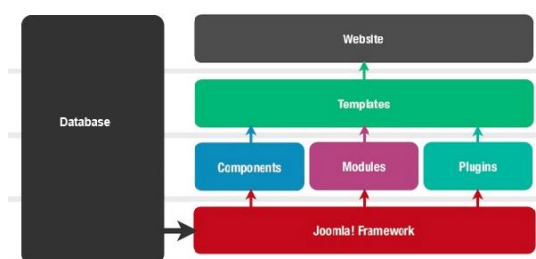 Website
Templates
Database
Components
Modules
Plugins
Joomla! Framework